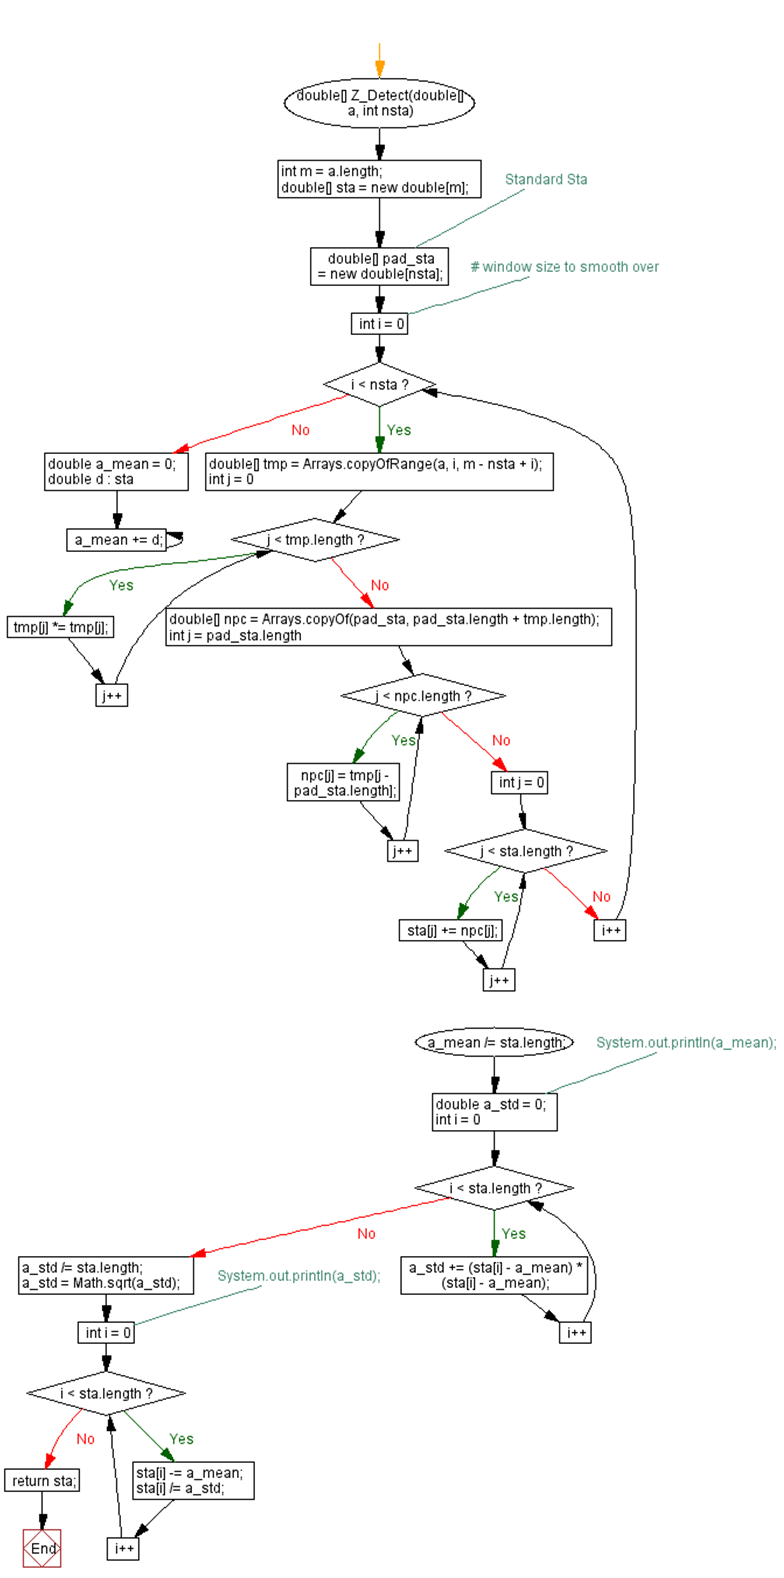 double[] Z_Detect(double[]
a, int nsta)
int m = a.length;
double[] sta = new double[m];
Standard Sta
double[] pad_sta
= new double[nsta];
# window size to smooth over
int i = 0
i < nsta ?
No
Yes
double a_mean = 0;
double d : sta
double[] tmp = Arrays.copyOfRange(a, i, m - nsta + i);
int j = 0
a_mean += d;
j < tmp.length ?
Yes
No
tmp[j] *= tmp[j];
double[] npc = Arrays.copyOf(pad_sta, pad_sta.length + tmp.length);
int j = pad_sta.length
j++
j < npc.length ?
Yes
No
npc[j] = tmp[j -
pad_sta.length];
int j = 0
j++
j < sta.length ?
Yes
No
sta[j] += npc[j];
i++
j++
a_mean /= sta.length;
System.out.println(a_mean);
double a_std = 0;
int i = 0
i < sta.length ?
No
Yes
a_std /= sta.length;
a_std = Math.sqrt(a_std);
System.out.println(a_std);
a_std += (sta[i] - a_mean) *
(sta[i] - a_mean);
int i = 0
i++
i < sta.length ?
No
Yes
return sta;
sta[i] -= a_mean;
sta[i] /= a_std;
End
i++